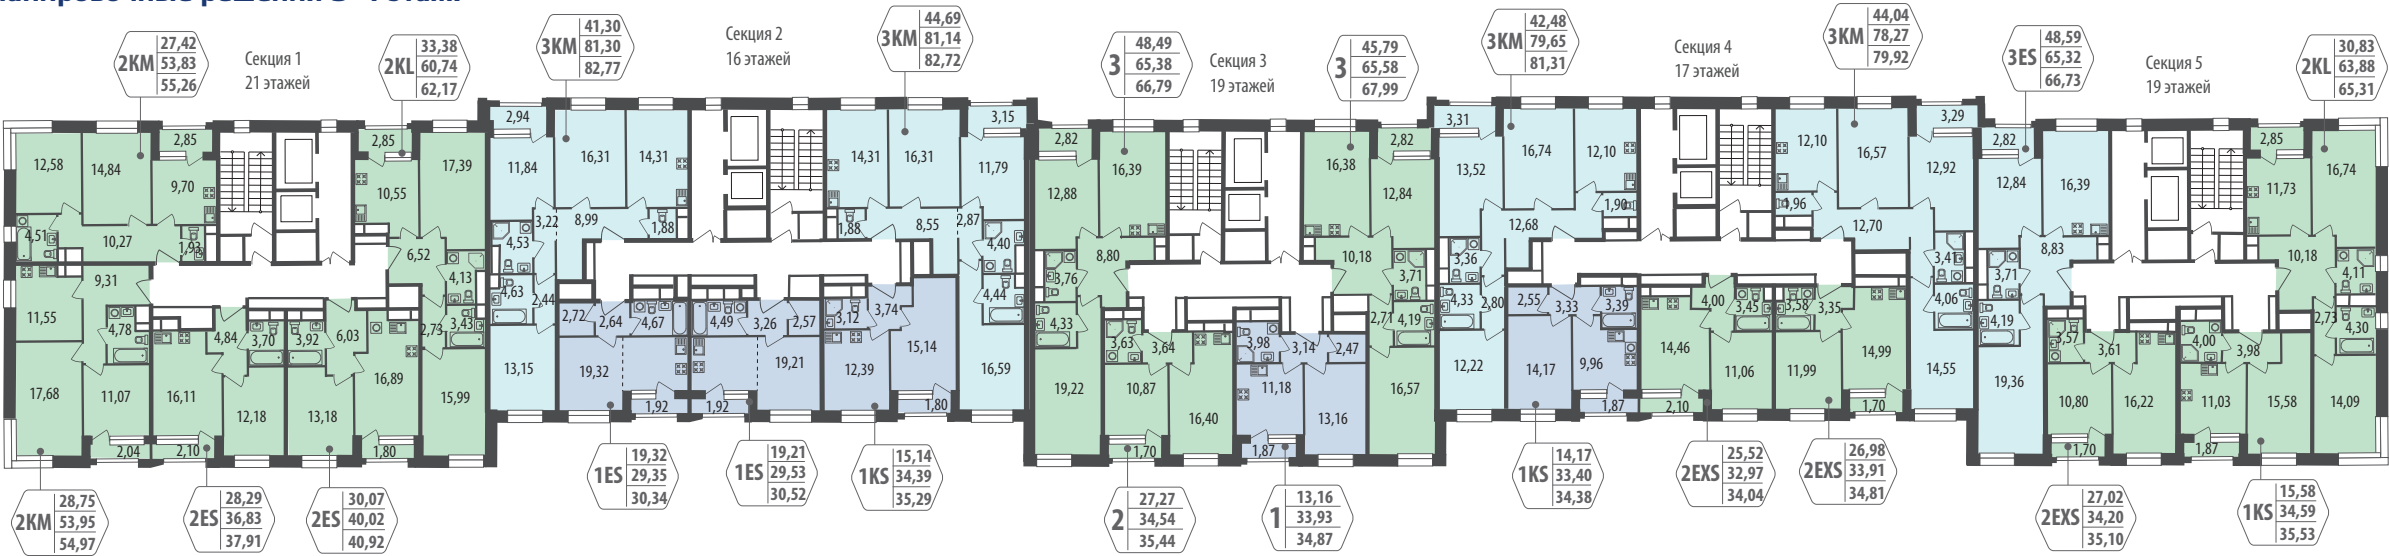 Планировочные решения 3–4 этаж
2KM 27,42 53,83 55,26
Секция 1
21 этажей
2KL 33,38 60,74 62,17
3KM 41,30 81,30 82,77
Секция 2
16 этажей
3KM 44,69 81,14 82,72
3 48,49 65,38 66,79
Секция 3
19 этажей
3 45,79 65,58 67,99
3KM 42,48 79,65 81,31
Секция 4
17 этажей
3KM 44,04 78,27 79,92
3ES 48,59 65,32 66,73
Секция 5
19 этажей
2KL 30,83 63,88 65,31
12,58 14,84 2,85 9,70 4,51 10,27 1,93
2,85 17,39 10,55 6,52 4,13 2,73 3,43 15,99
9,31 11,55 4,78 17,68 11,07 2,04
4,84 3,70 16,11 12,18 2,10
3,92 6,03 16,89 13,18 1,80
2,94 11,84 16,31 14,31 3,22 8,99 1,88 4,53 4,63 2,44 13,15
14,31 16,31 3,15 11,79 1,88 8,55 2,87 4,40 4,44 16,59
2,72 2,64 4,67 19,32 1,92
4,49 3,26 2,57 19,21 1,92
3,12 3,74 15,14 12,39 1,80
2,82 12,88 16,39 8,80 3,76 4,33 19,22
16,38 2,82 12,84 10,18 3,71 2,71 4,19 16,57
3,63 3,64 10,87 16,40 1,70
3,98 3,14 2,47 11,18 13,16 1,87
3,31 13,52 16,74 12,10 1,90 12,68 3,36 4,33 2,80 12,22
12,10 16,57 3,29 12,92 1,96 12,70 3,41 4,06 14,55
2,55 3,33 3,39 14,17 9,96 1,87
4,00 3,45 14,46 11,06 2,10
3,58 3,35 14,99 11,99 1,70
2,82 12,84 16,39 8,83 3,71 4,19 19,36
2,85 11,73 16,74 10,18 4,11 2,73 4,30 14,09
3,57 3,61 10,80 16,22 1,70
4,00 3,98 11,03 15,58 1,87
2KM 28,75 53,95 54,97
2ES 28,29 36,83 37,91
2ES 30,07 40,02 40,92
1ES 19,32 29,35 30,34
1ES 19,21 29,53 30,52
1KS 15,14 34,39 35,29
2 27,27 34,54 35,44
1 13,16 33,93 34,87
1KS 14,17 33,40 34,38
2EXS 25,52 32,97 34,04
2EXS 26,98 33,91 34,81
2EXS 27,02 34,20 35,10
1KS 15,58 34,59 35,53